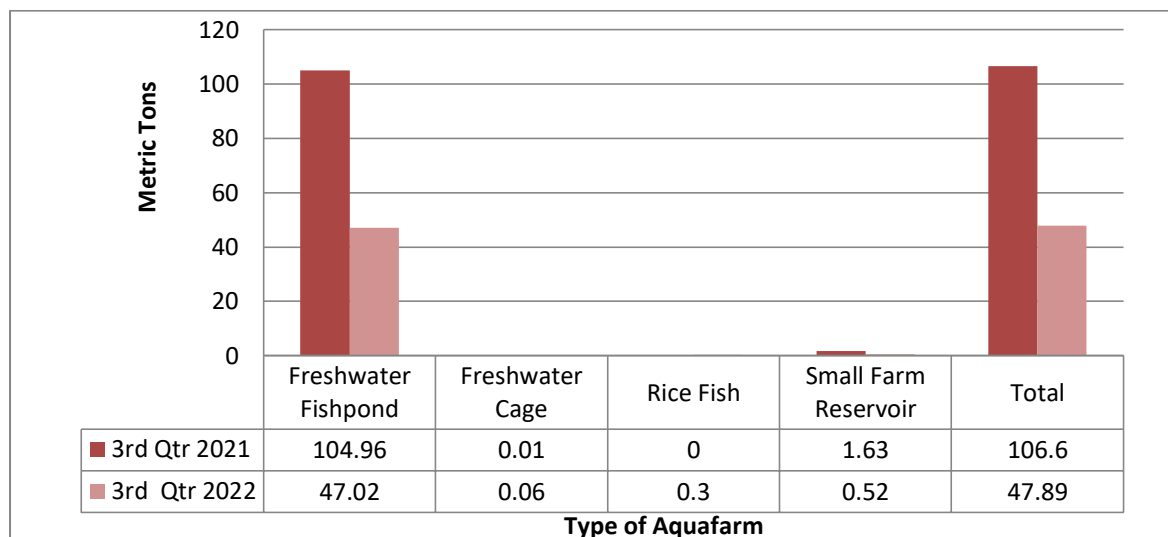 120
100
80
60
40
20
0
Metric Tons
Freshwater Fishpond
Freshwater Cage
Rice Fish
Small Farm Reservoir
Total
3rd Qtr 2021 104.96 0.01 0 1.63 106.6
3rd Qtr 2022 47.02 0.06 0.3 0.52 47.89
Type of Aquafarm